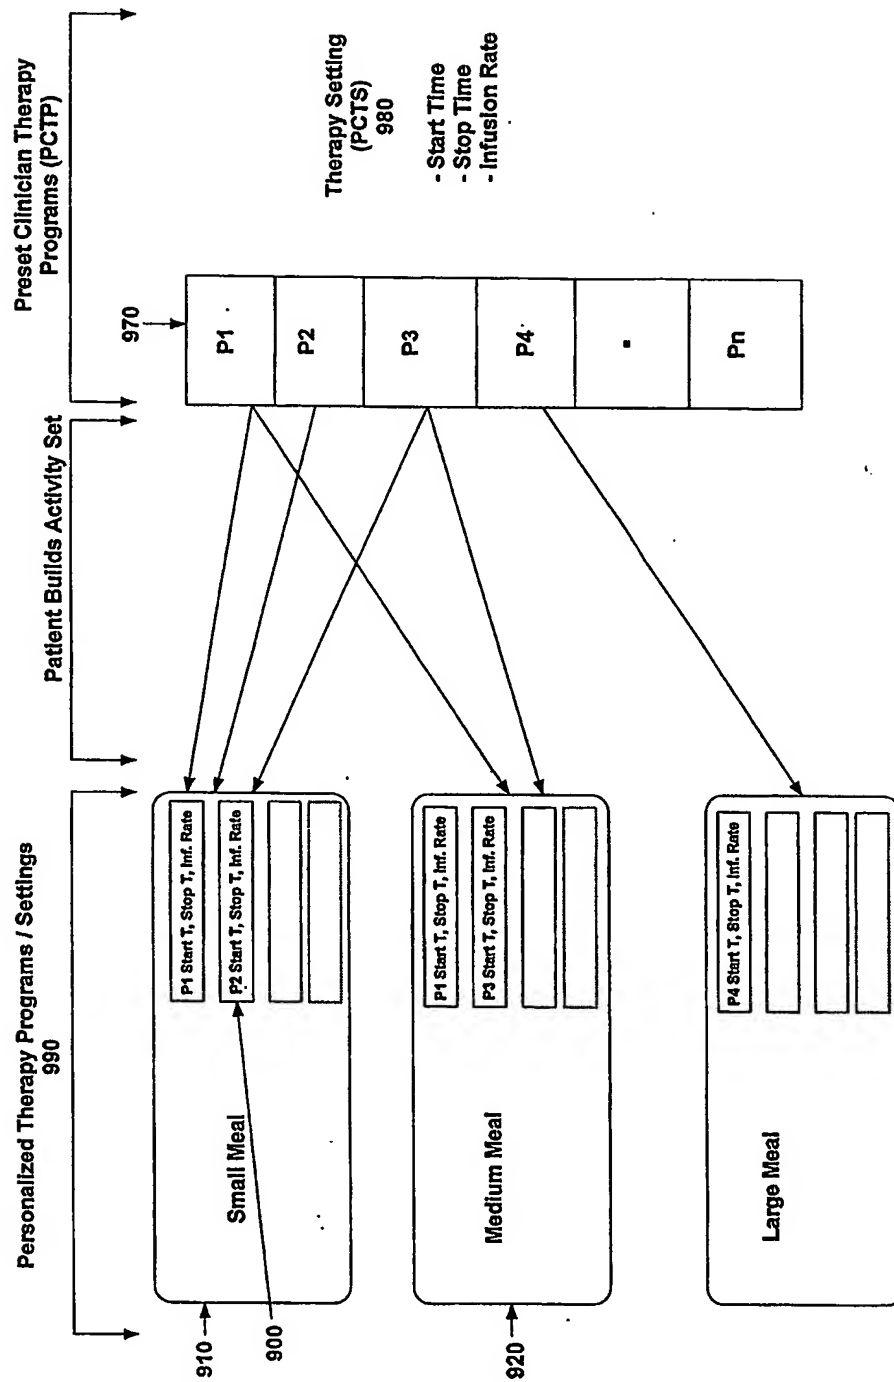 Personalized Therapy Programs / Settings
990
Patient Builds Activity Set
Preset Clinician Therapy
Programs (PCTP)
910
900
Small Meal
P1 Start T, Stop T, Inf. Rate
P2 Start T, Stop T, Inf. Rate
920
Medium Meal
P1 Start T, Stop T, Inf. Rate
P3 Start T, Stop T, Inf. Rate
Large Meal
P4 Start T, Stop T, Inf. Rate
970
P1
P2
P3
P4
Pn
Therapy Setting
(PCTS)
980
- Start Time
- Stop Time
- Infusion Rate